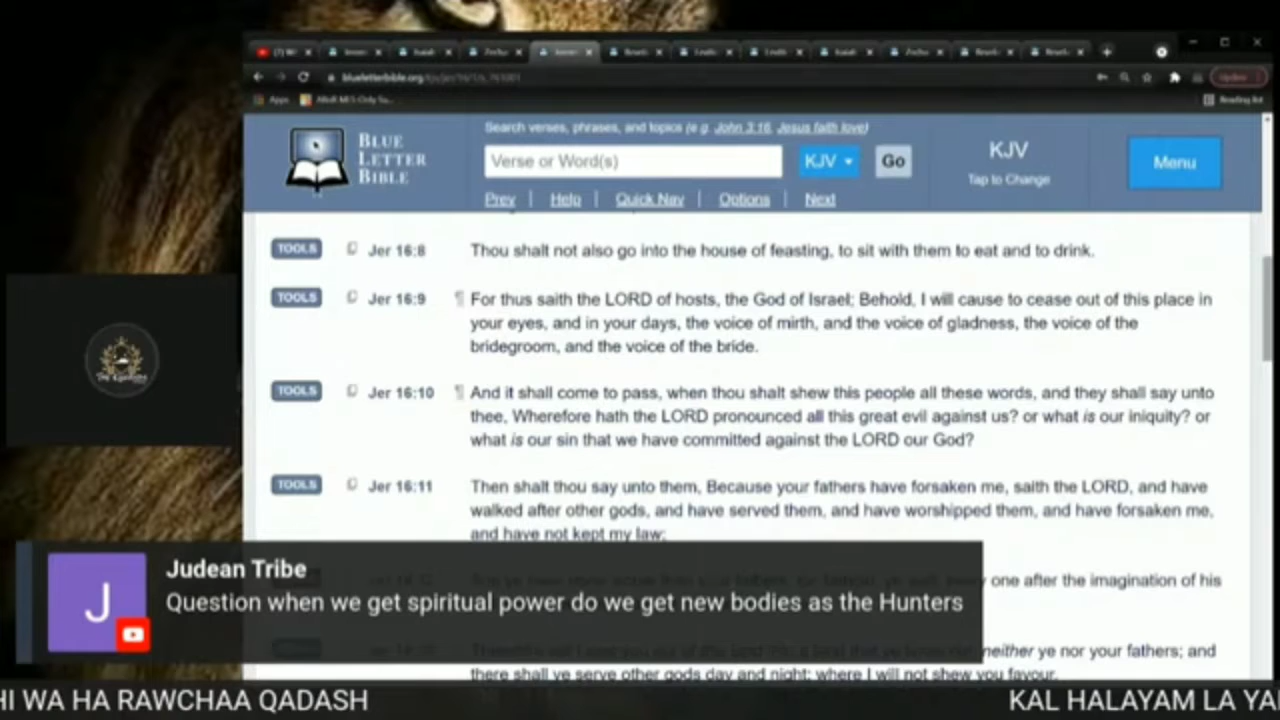 blueletterbible.org
Apps
Reading list
BLUE
LETTER
BIBLE
Search verses, phrases, and topics (e.g. John 3:16, Jesus faith love)
Verse or Word(s)
KJV
Go
KJV
Tap to Change
Menu
Prev | Help | Quick Nav | Options | Next
TOOLS Jer 16:8 Thou shalt not also go into the house of feasting, to sit with them to eat and to drink.
TOOLS Jer 16:9 ¶ For thus saith the LORD of hosts, the God of Israel; Behold, I will cause to cease out of this place in
your eyes, and in your days, the voice of mirth, and the voice of gladness, the voice of the
bridegroom, and the voice of the bride.
TOOLS Jer 16:10 ¶ And it shall come to pass, when thou shalt shew this people all these words, and they shall say unto
thee, Wherefore hath the LORD pronounced all this great evil against us? or what is our iniquity? or
what is our sin that we have committed against the LORD our God?
TOOLS Jer 16:11 Then shalt thou say unto them, Because your fathers have forsaken me, saith the LORD, and have
walked after other gods, and have served them, and have worshipped them, and have forsaken me,
and have not kept my law;
one after the imagination of his
neither ye nor your fathers; and
there shall ye serve other gods day and night; where I will not shew you favour.
J
Judean Tribe
Question when we get spiritual power do we get new bodies as the Hunters
HI WA HA RAWCHAA QADASH
KAL HALAYAM LA YA